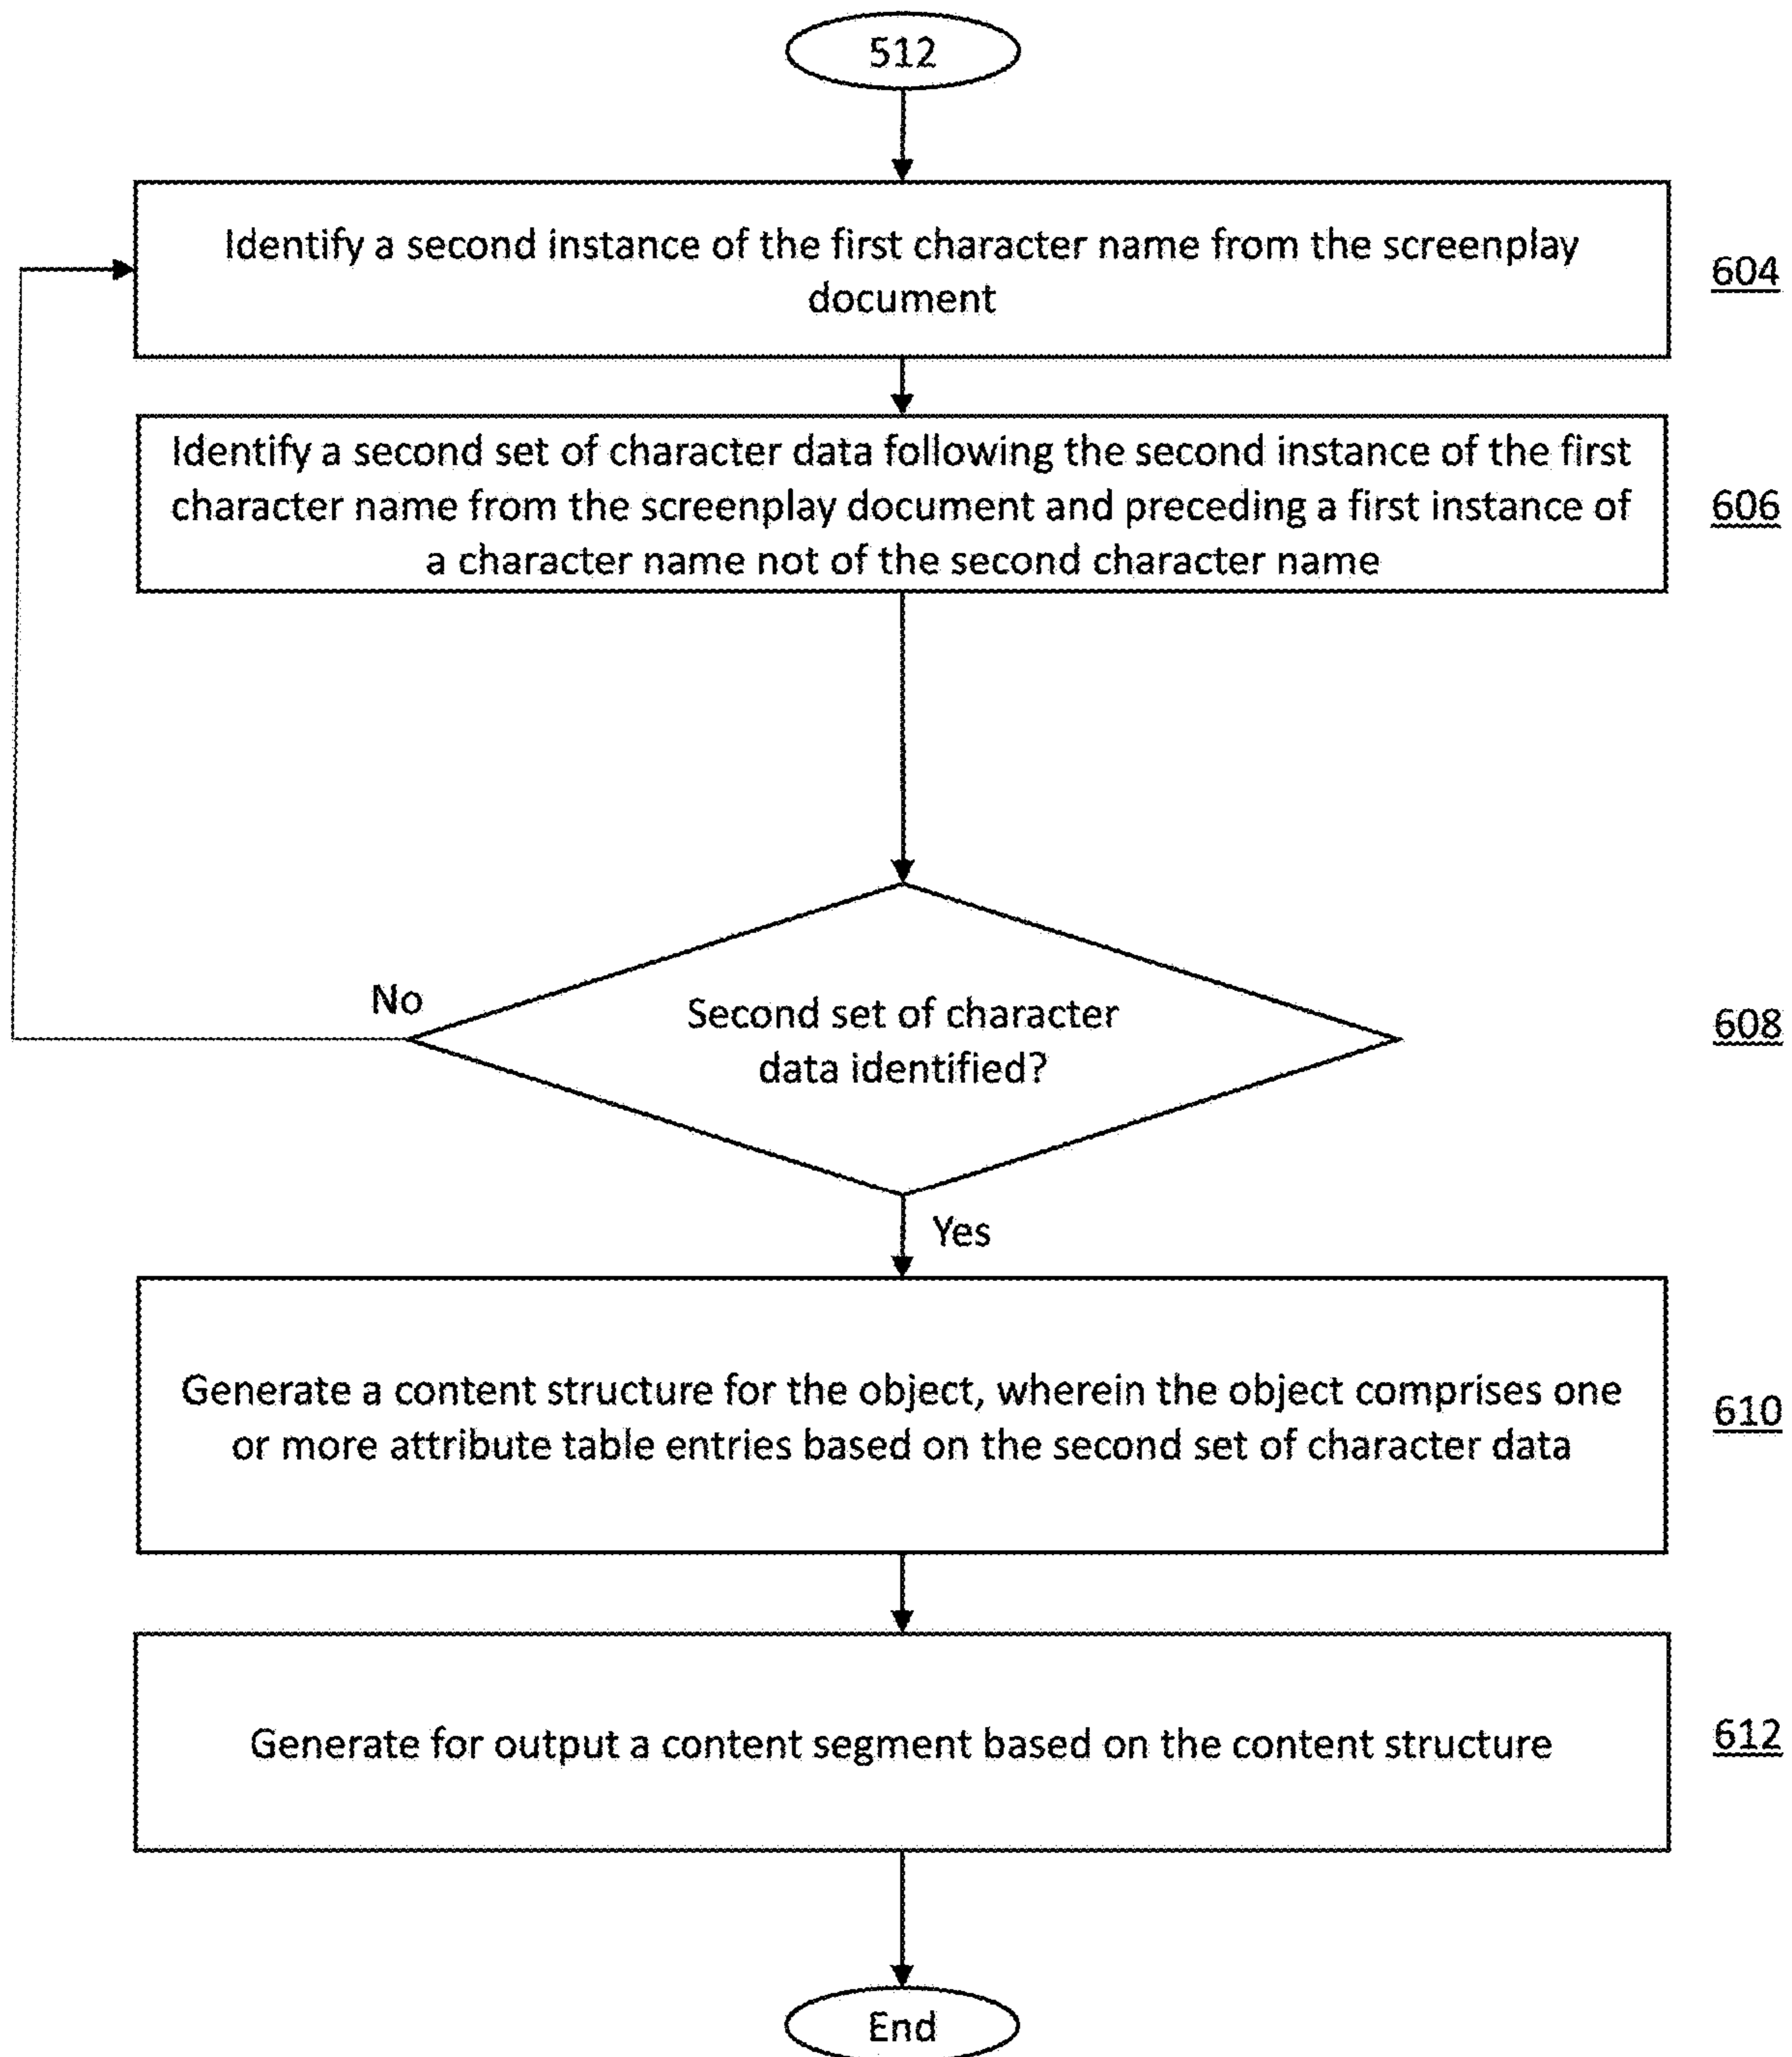 512
Identify a second instance of the first character name from the screenplay
document
604
Identify a second set of character data following the second instance of the first
character name from the screenplay document and preceding a first instance of
a character name not of the second character name
606
No
Second set of character
data identified?
608
Yes
Generate a content structure for the object, wherein the object comprises one
or more attribute table entries based on the second set of character data
610
Generate for output a content segment based on the content structure
612
End